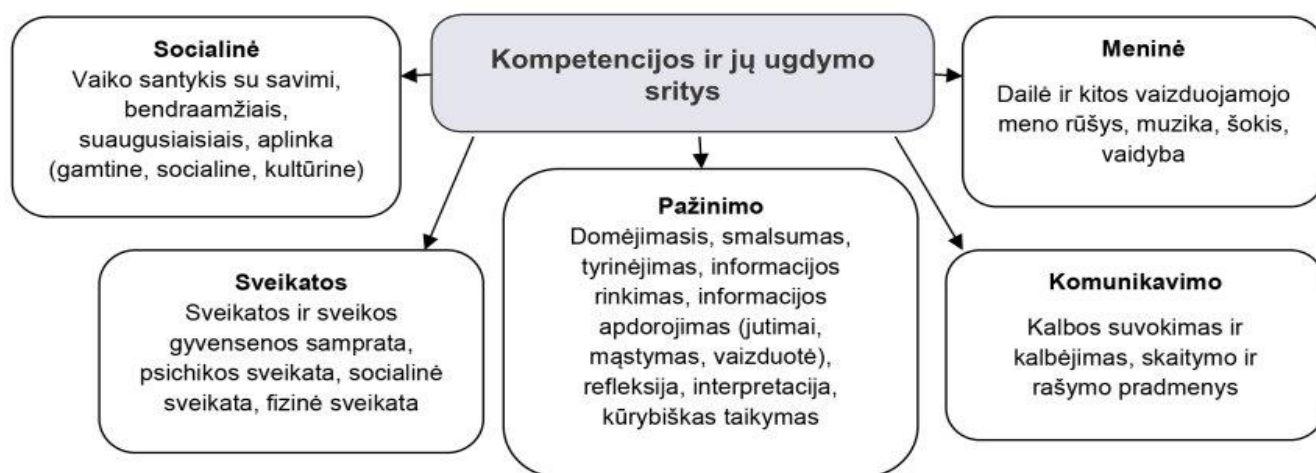 Kompetencijos ir jų ugdymo
sritys
Socialinė
Vaiko santykis su savimi,
bendraamžiais,
suaugusiaisiais, aplinka
(gamtine, socialine, kultūrine)
Meninė
Dailė ir kitos vaizduojamojo
meno rūšys, muzika, šokis,
vaidyba
Sveikatos
Sveikatos ir sveikos
gyvensenos samprata,
psichikos sveikata, socialinė
sveikata, fizinė sveikata
Pažinimo
Domėjimasis, smalsumas,
tyrinėjimas, informacijos
rinkimas, informacijos
apdorojimas (jutimai,
mąstymas, vaizduotė),
refleksija, interpretacija,
kūrybiškas taikymas
Komunikavimo
Kalbos suvokimas ir
kalbėjimas, skaitymo ir
rašymo pradmenys